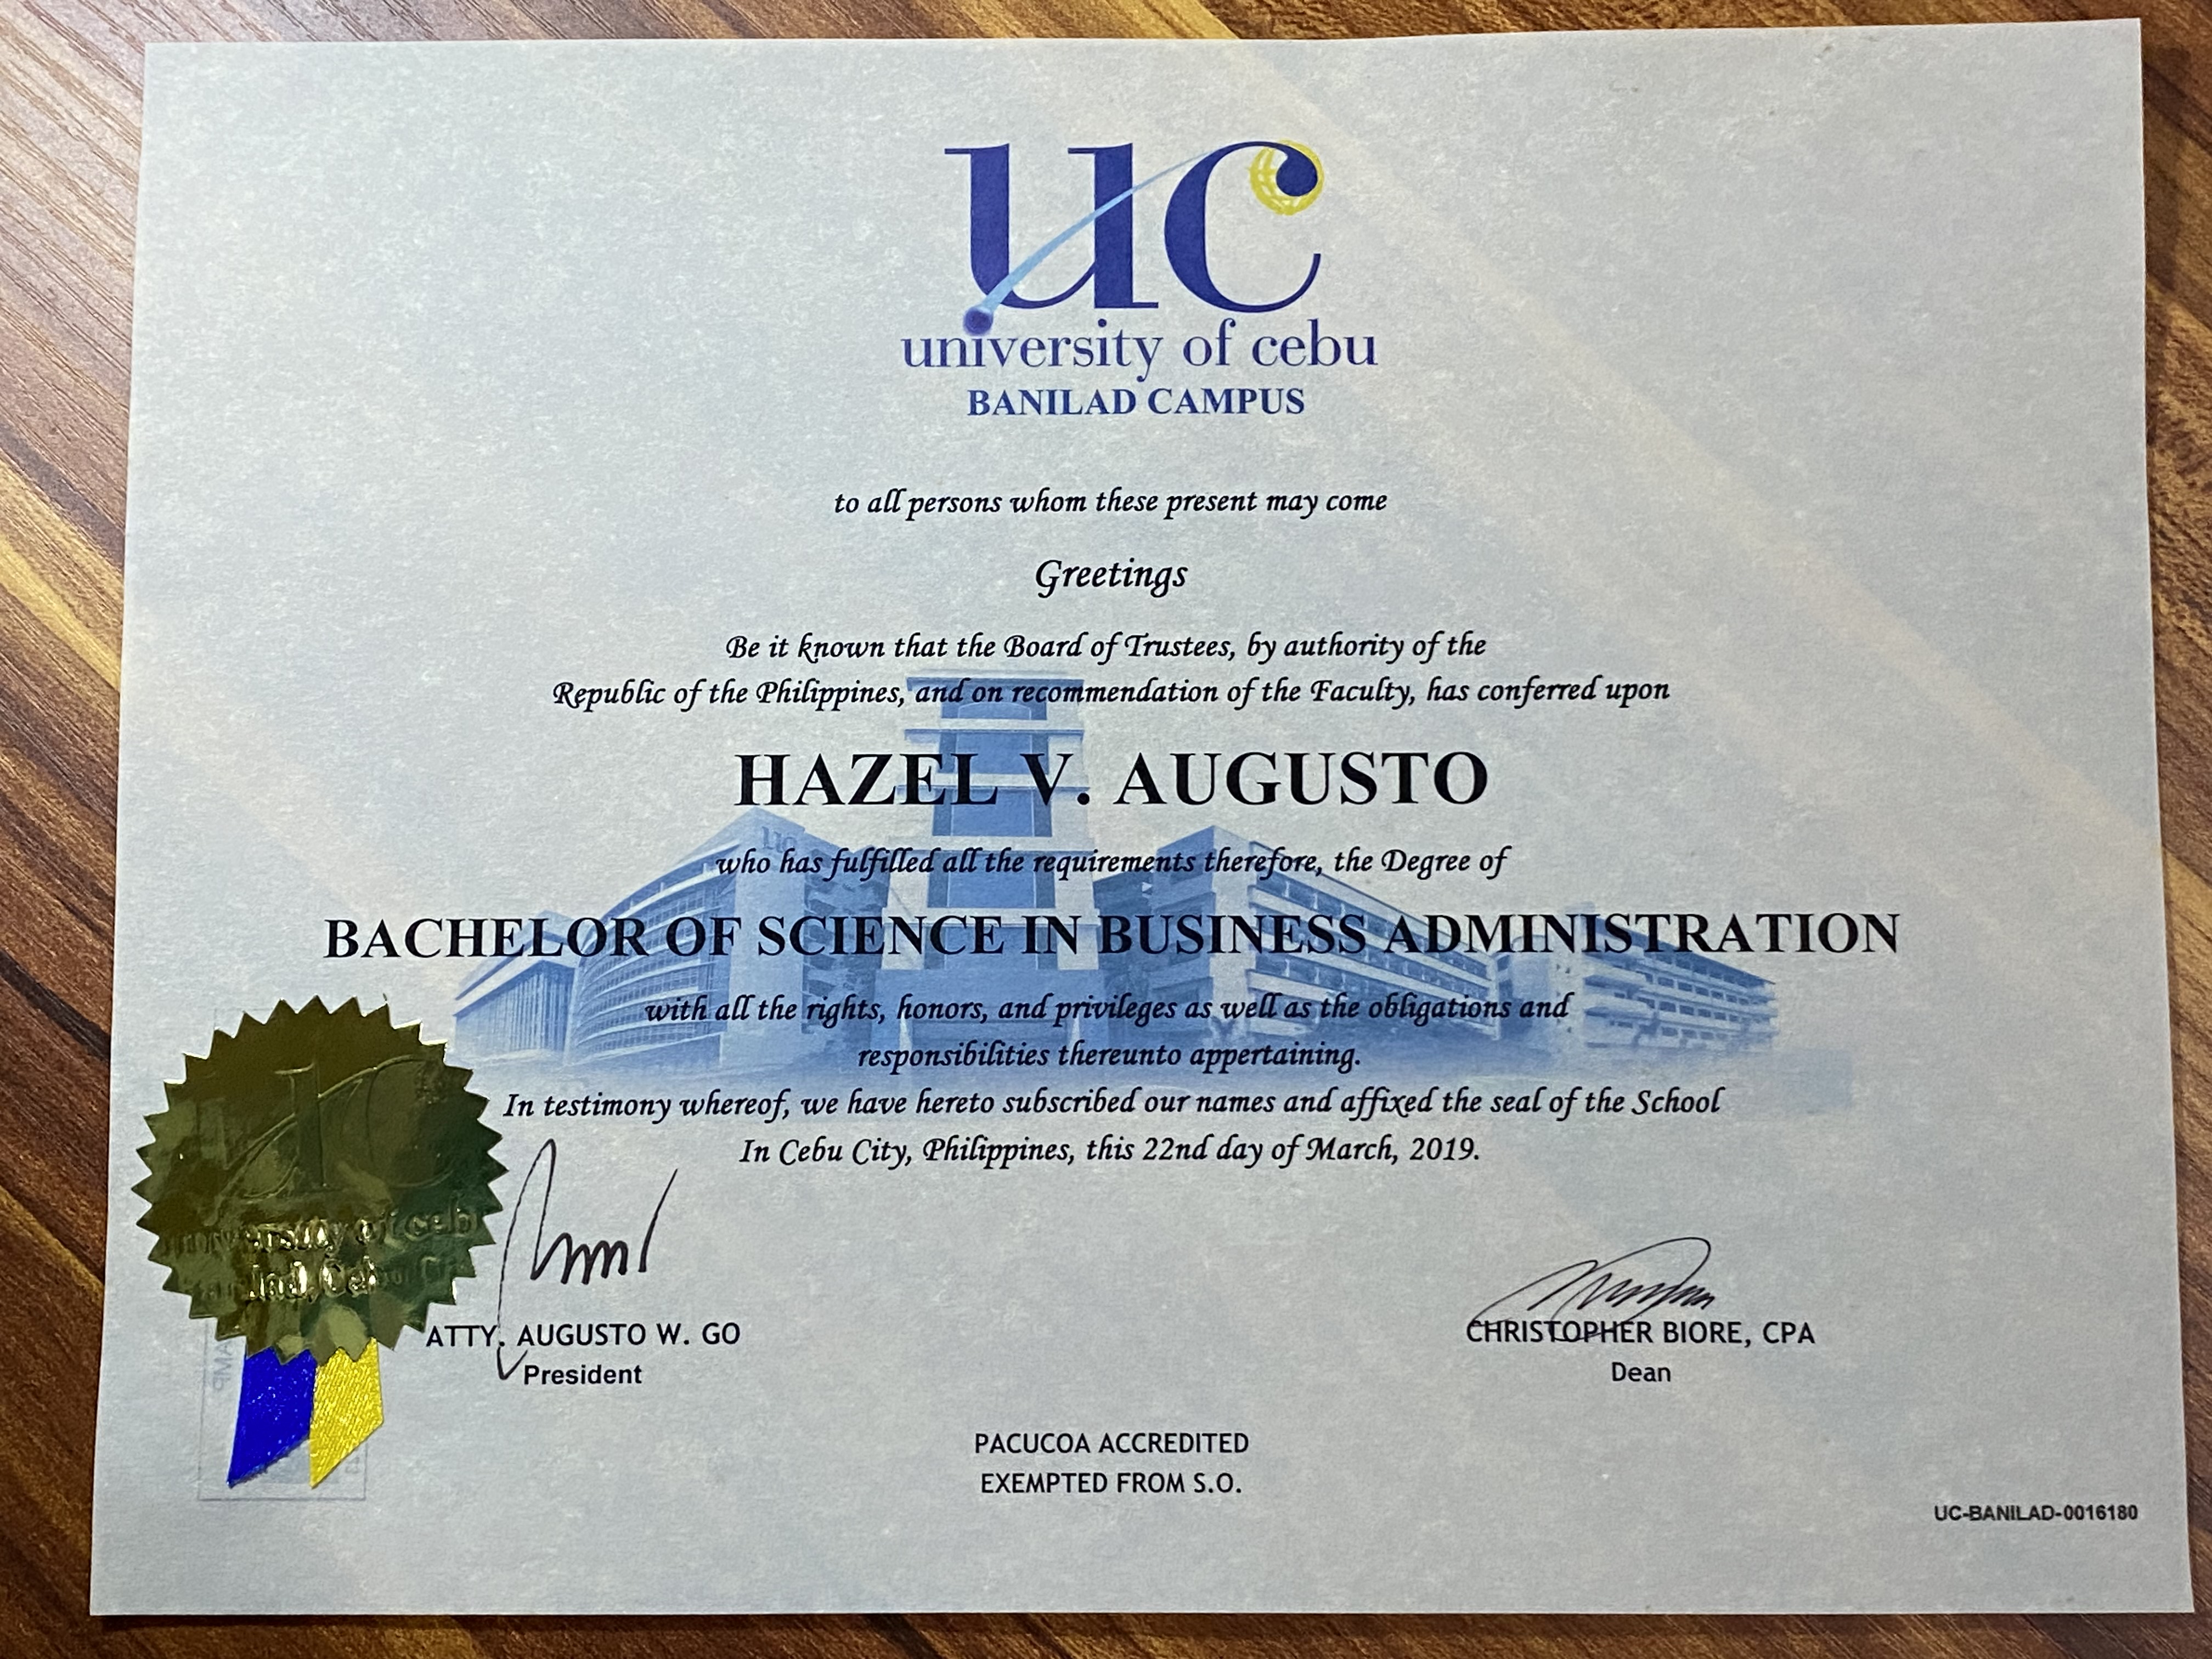 uc
university of cebu
BANILAD CAMPUS
to all persons whom these present may come
Greetings
Be it known that the Board of Trustees, by authority of the
Republic of the Philippines, and on recommendation of the Faculty, has conferred upon
HAZEL V. AUGUSTO
who has fulfilled all the requirements therefore, the Degree of
BACHELOR OF SCIENCE IN BUSINESS ADMINISTRATION
with all the rights, honors, and privileges as well as the obligations and
responsibilities thereunto appertaining.
In testimony whereof, we have hereto subscribed our names and affixed the seal of the School
In Cebu City, Philippines, this 22nd day of March, 2019.
ATTY. AUGUSTO W. GO
President
CHRISTOPHER BIORE, CPA
Dean
PACUCOA ACCREDITED
EXEMPTED FROM S.O.
UC-BANILAD-0016180